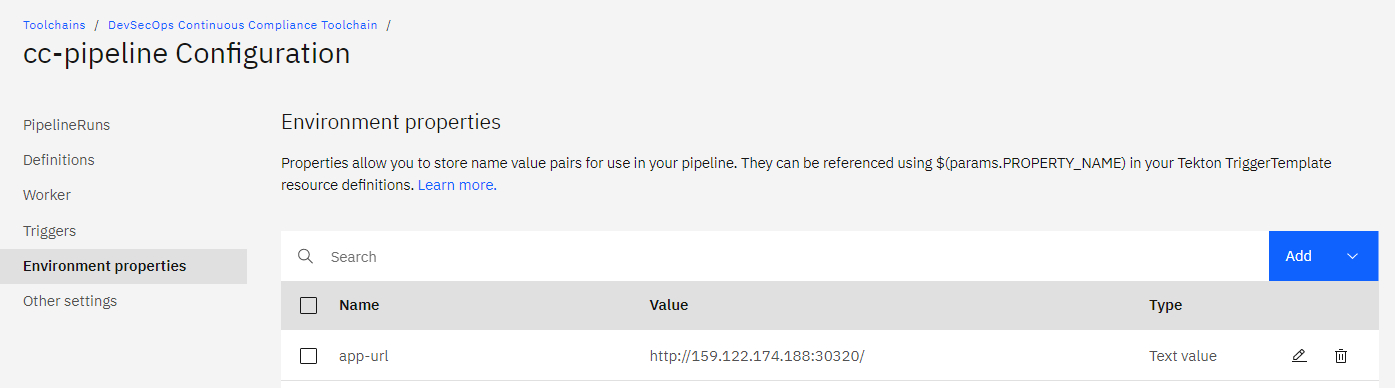 Toolchains / DevSecOps Continuous Compliance Toolchain /
cc-pipeline Configuration
PipelineRuns
Definitions
Worker
Triggers
Environment properties
Other settings
Environment properties
Properties allow you to store name value pairs for use in your pipeline. They can be referenced using $(params.PROPERTY_NAME) in your Tekton TriggerTemplate
resource definitions. Learn more.
Search Add
Name Value Type
app-url http://159.122.174.188:30320/ Text value